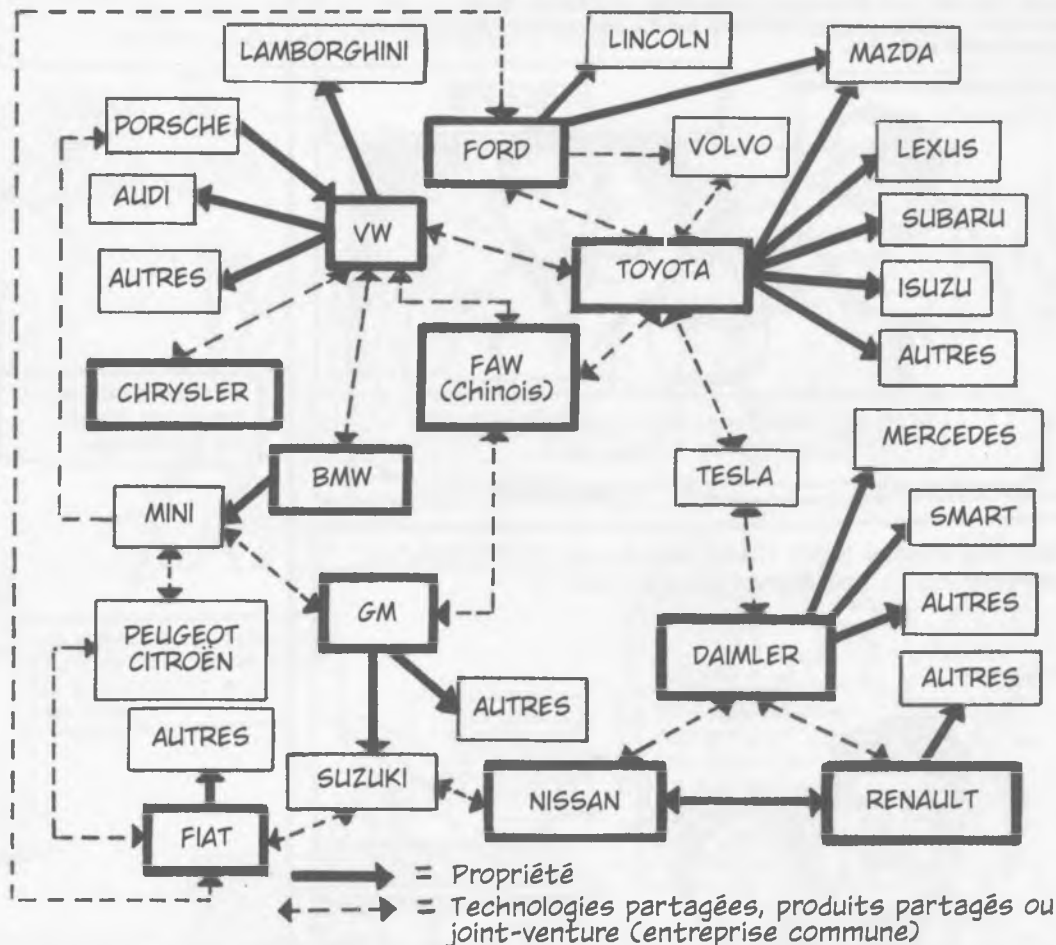 LAMBORGHINI
LINCOLN
MAZDA
PORSCHE
FORD
VOLVO
LEXUS
AUDI
VW
SUBARU
TOYOTA
AUTRES
ISUZU
FAW
(Chinois)
AUTRES
CHRYSLER
MERCEDES
BMW
TESLA
MINI
SMART
GM
AUTRES
PEUGEOT
CITROËN
DAIMLER
AUTRES
AUTRES
AUTRES
SUZUKI
NISSAN
RENAULT
FIAT
= Propriété
= Technologies partagées, produits partagés ou
joint-venture (entreprise commune)